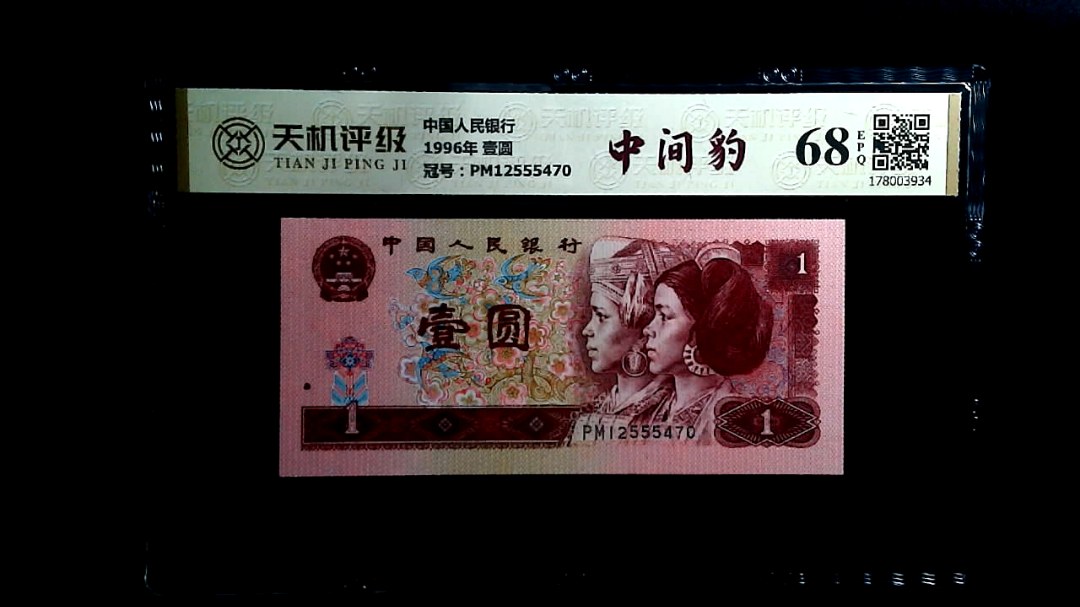 天机评级
TIAN JI PING JI
中国人民银行
1996年 壹圆
冠号：PM12555470
中间豹
68
EPQ
178003934
中国人民银行
1
壹圆
1
PM12555470
1